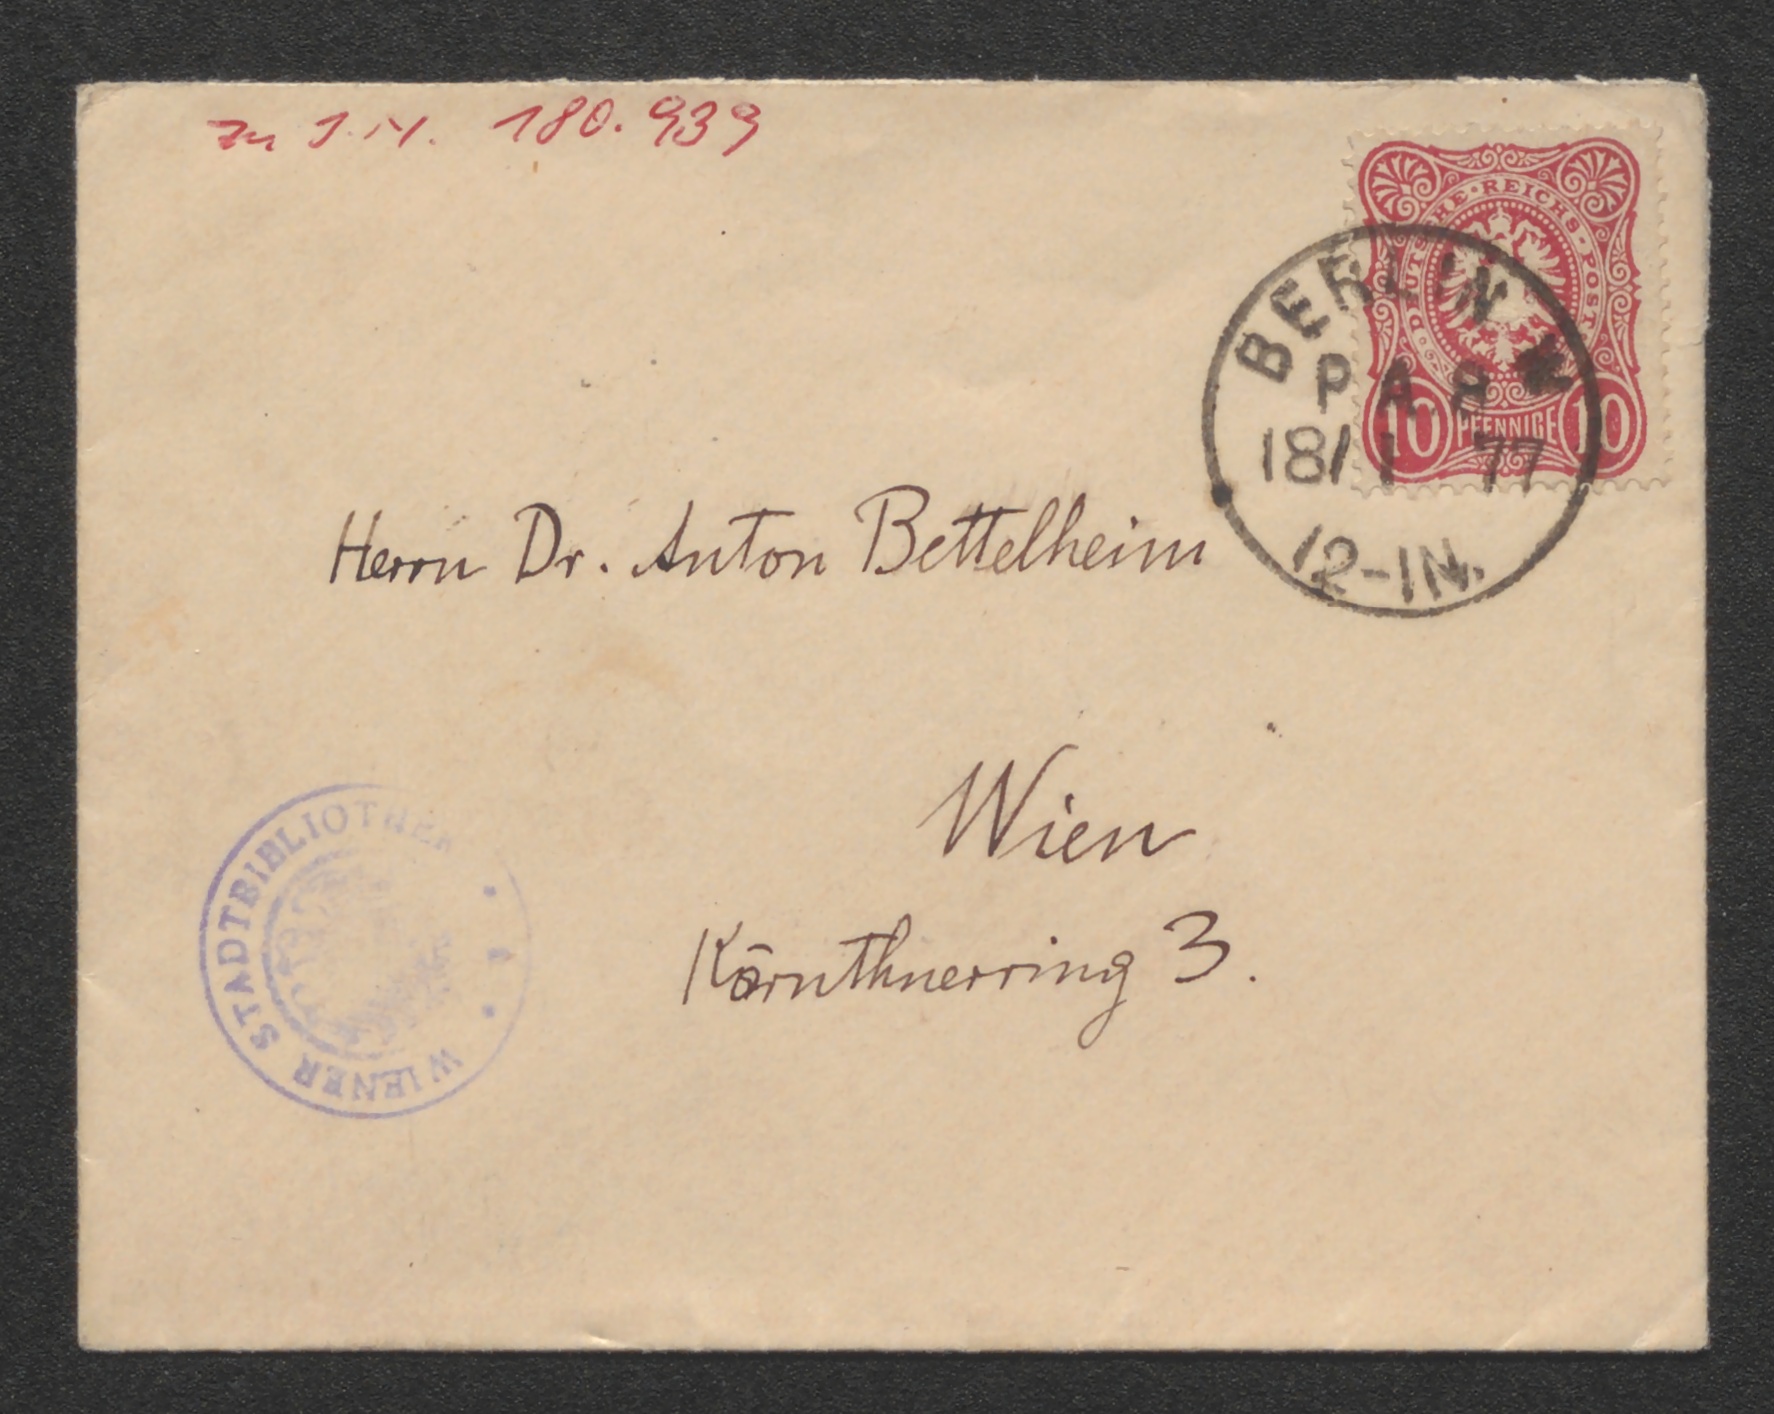 zu I.N. 180.939
DEUTSCHE · REICHS · POST
10 PFENNIGE 10
BERLIN W
P.A. 8
18/1 77
12-1N.
Herrn Dr. Anton Bettelheim
Wien
Kärnthnerring 3.
WIENER STADTBIBLIOTHEK